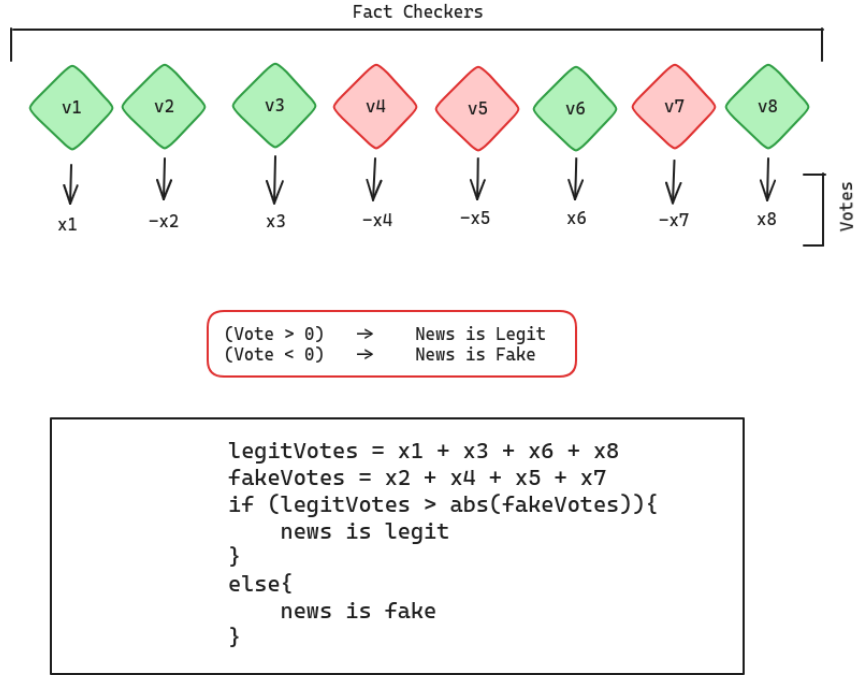 Fact Checkers
v1 v2 v3 v4 v5 v6 v7 v8
x1 -x2 x3 -x4 -x5 x6 -x7 x8
Votes
(Vote > 0) → News is Legit
(Vote < 0) → News is Fake
legitVotes = x1 + x3 + x6 + x8
fakeVotes = x2 + x4 + x5 + x7
if (legitVotes > abs(fakeVotes)){
news is legit
}
else{
news is fake
}